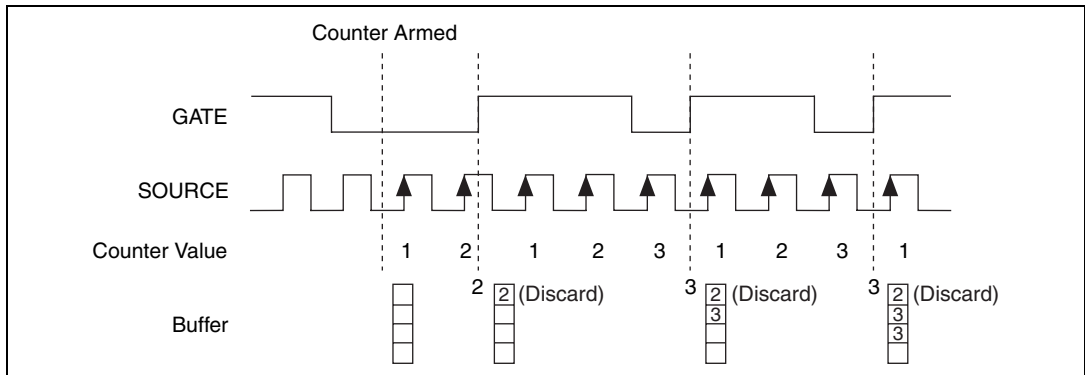 Counter Armed
GATE
SOURCE
Counter Value 1 2 1 2 3 1 2 3 1
2 3 3
Buffer
2 (Discard) 2 (Discard) 2 (Discard)
3 3
3